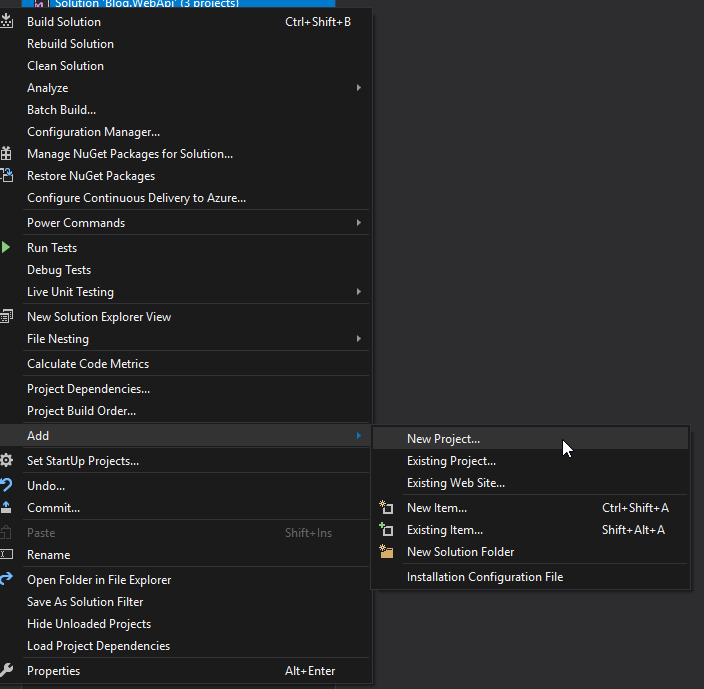 Solution 'Blog.WebApi' (3 projects)
Build Solution Ctrl+Shift+B
Rebuild Solution
Clean Solution
Analyze
Batch Build...
Configuration Manager...
Manage NuGet Packages for Solution...
Restore NuGet Packages
Configure Continuous Delivery to Azure...
Power Commands
Run Tests
Debug Tests
Live Unit Testing
New Solution Explorer View
File Nesting
Calculate Code Metrics
Project Dependencies...
Project Build Order...
Add
Set StartUp Projects...
Undo...
Commit...
Paste Shift+Ins
Rename
Open Folder in File Explorer
Save As Solution Filter
Hide Unloaded Projects
Load Project Dependencies
Properties Alt+Enter
New Project...
Existing Project...
Existing Web Site...
New Item... Ctrl+Shift+A
Existing Item... Shift+Alt+A
New Solution Folder
Installation Configuration File